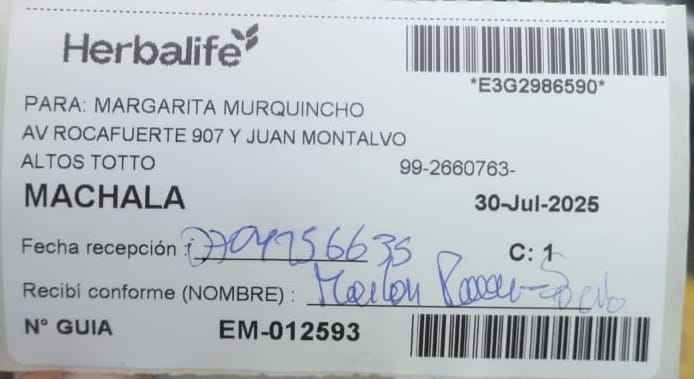 Herbalife
*E3G2986590*
PARA: MARGARITA MURQUINCHO
AV ROCAFUERTE 907 Y JUAN MONTALVO
ALTOS TOTTO 99-2660763-
MACHALA 30-Jul-2025
Fecha recepción : C: 1
Recibí conforme (NOMBRE) : Marlon
N° GUIA EM-012593